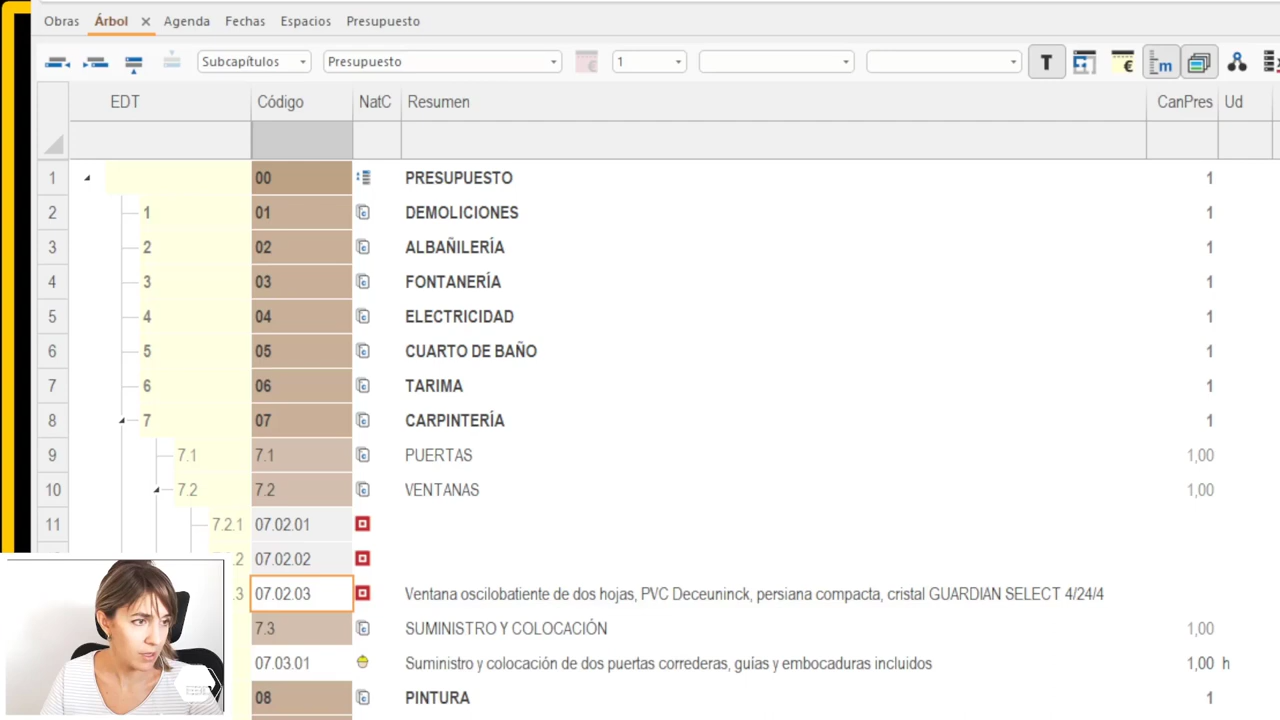 Obras Árbol Agenda Fechas Espacios Presupuesto
Subcapítulos Presupuesto 1 T € m
EDT Código NatC Resumen CanPres Ud
1 00 PRESUPUESTO 1
2 1 01 DEMOLICIONES 1
3 2 02 ALBAÑILERÍA 1
4 3 03 FONTANERÍA 1
5 4 04 ELECTRICIDAD 1
6 5 05 CUARTO DE BAÑO 1
7 6 06 TARIMA 1
8 7 07 CARPINTERÍA 1
9 7.1 7.1 PUERTAS 1,00
10 7.2 7.2 VENTANAS 1,00
11 7.2.1 07.02.01
.2 07.02.02
.3 07.02.03 Ventana oscilobatiente de dos hojas, PVC Deceuninck, persiana compacta, cristal GUARDIAN SELECT 4/24/4
7.3 SUMINISTRO Y COLOCACIÓN 1,00
07.03.01 Suministro y colocación de dos puertas correderas, guías y embocaduras incluidos 1,00 h
08 PINTURA 1